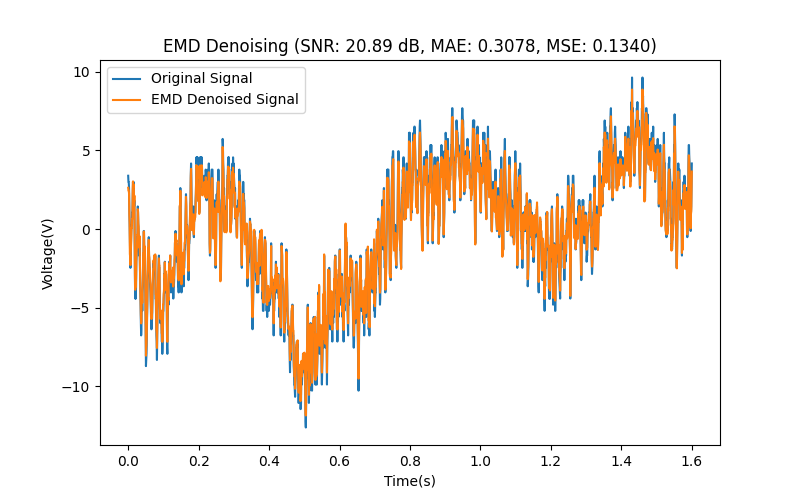 EMD Denoising (SNR: 20.89 dB, MAE: 0.3078, MSE: 0.1340)
Original Signal
EMD Denoised Signal
10
5
0
−5
−10
Voltage(V)
0.0 0.2 0.4 0.6 0.8 1.0 1.2 1.4 1.6
Time(s)